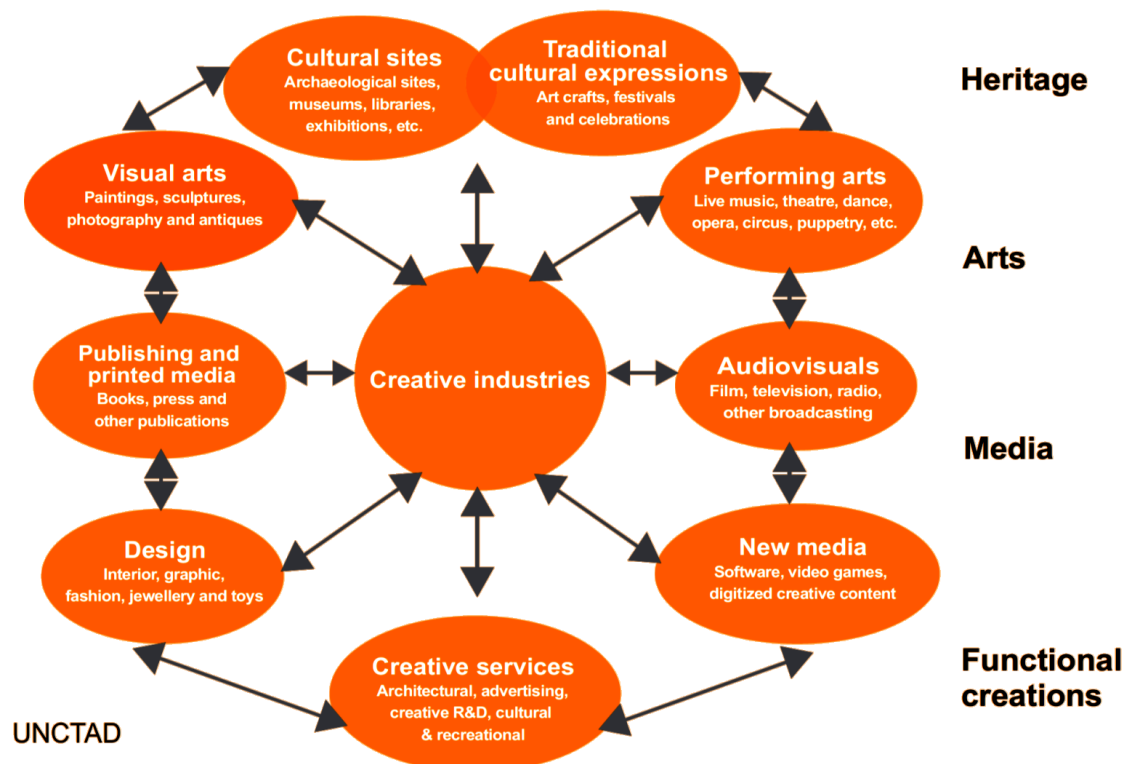 Cultural sites
Archaeological sites,
museums, libraries,
exhibitions, etc.
Traditional
cultural expressions
Art crafts, festivals
and celebrations
Heritage
Visual arts
Paintings, sculptures,
photography and antiques
Performing arts
Live music, theatre, dance,
opera, circus, puppetry, etc.
Arts
Publishing and
printed media
Books, press and
other publications
Creative industries
Audiovisuals
Film, television, radio,
other broadcasting
Media
Design
Interior, graphic,
fashion, jewellery and toys
New media
Software, video games,
digitized creative content
Creative services
Architectural, advertising,
creative R&D, cultural
& recreational
Functional
creations
UNCTAD